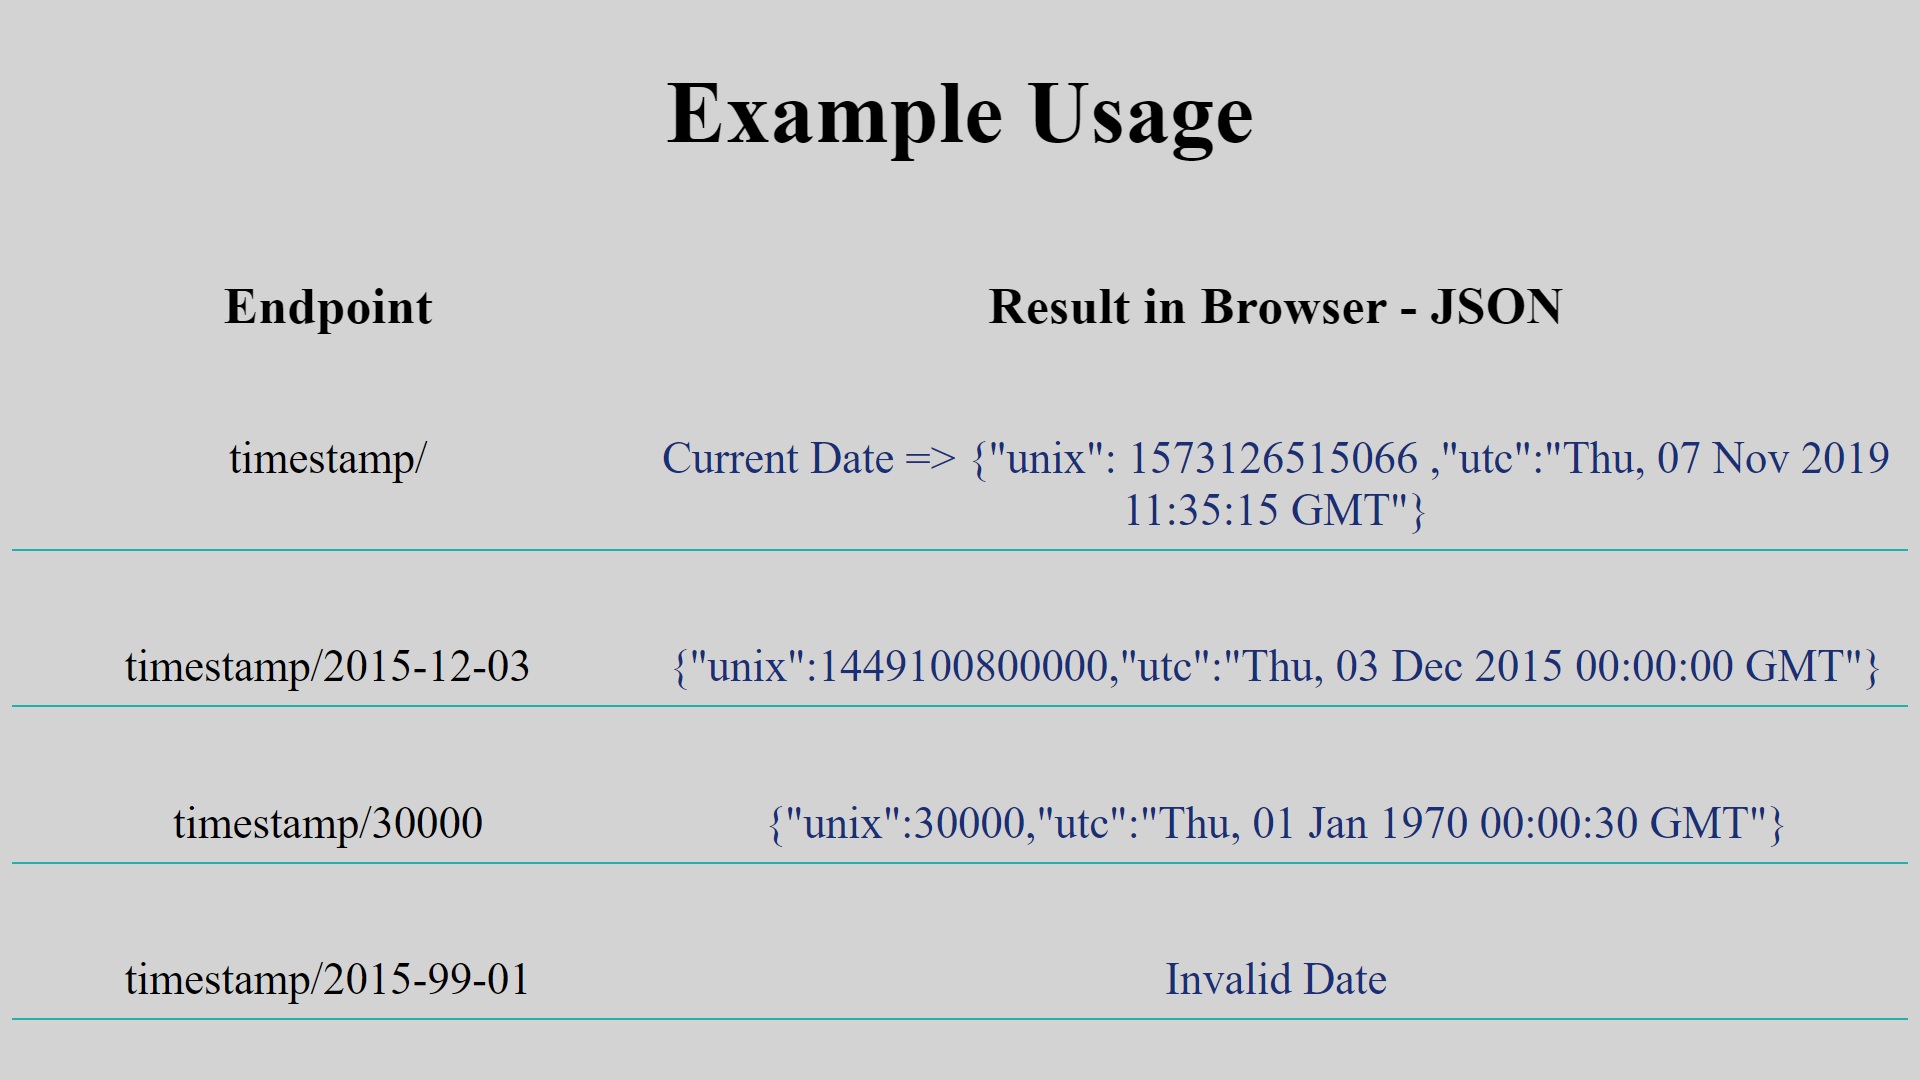 Example Usage
Endpoint
Result in Browser - JSON
timestamp/
Current Date => {"unix": 1573126515066 ,"utc":"Thu, 07 Nov 2019
11:35:15 GMT"}
timestamp/2015-12-03
{"unix":1449100800000,"utc":"Thu, 03 Dec 2015 00:00:00 GMT"}
timestamp/30000
{"unix":30000,"utc":"Thu, 01 Jan 1970 00:00:30 GMT"}
timestamp/2015-99-01
Invalid Date